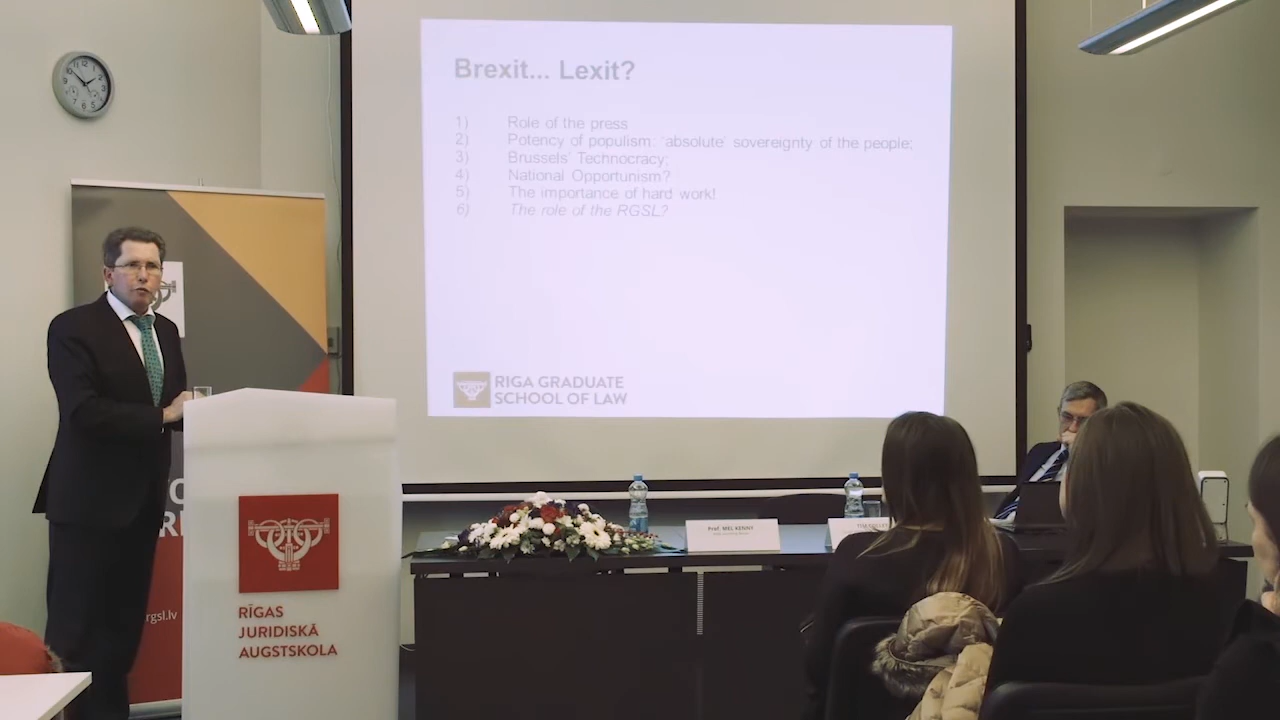 Brexit... Lexit?
1) Role of the press
2) Potency of populism: 'absolute' sovereignty of the people;
3) Brussels' Technocracy;
4) National Opportunism?
5) The importance of hard work!
6) The role of the RGSL?
RIGA GRADUATE
SCHOOL OF LAW
Prof. MEL KENNY
RĪGAS
JURIDISKĀ
AUGSTSKOLA
rgsl.lv